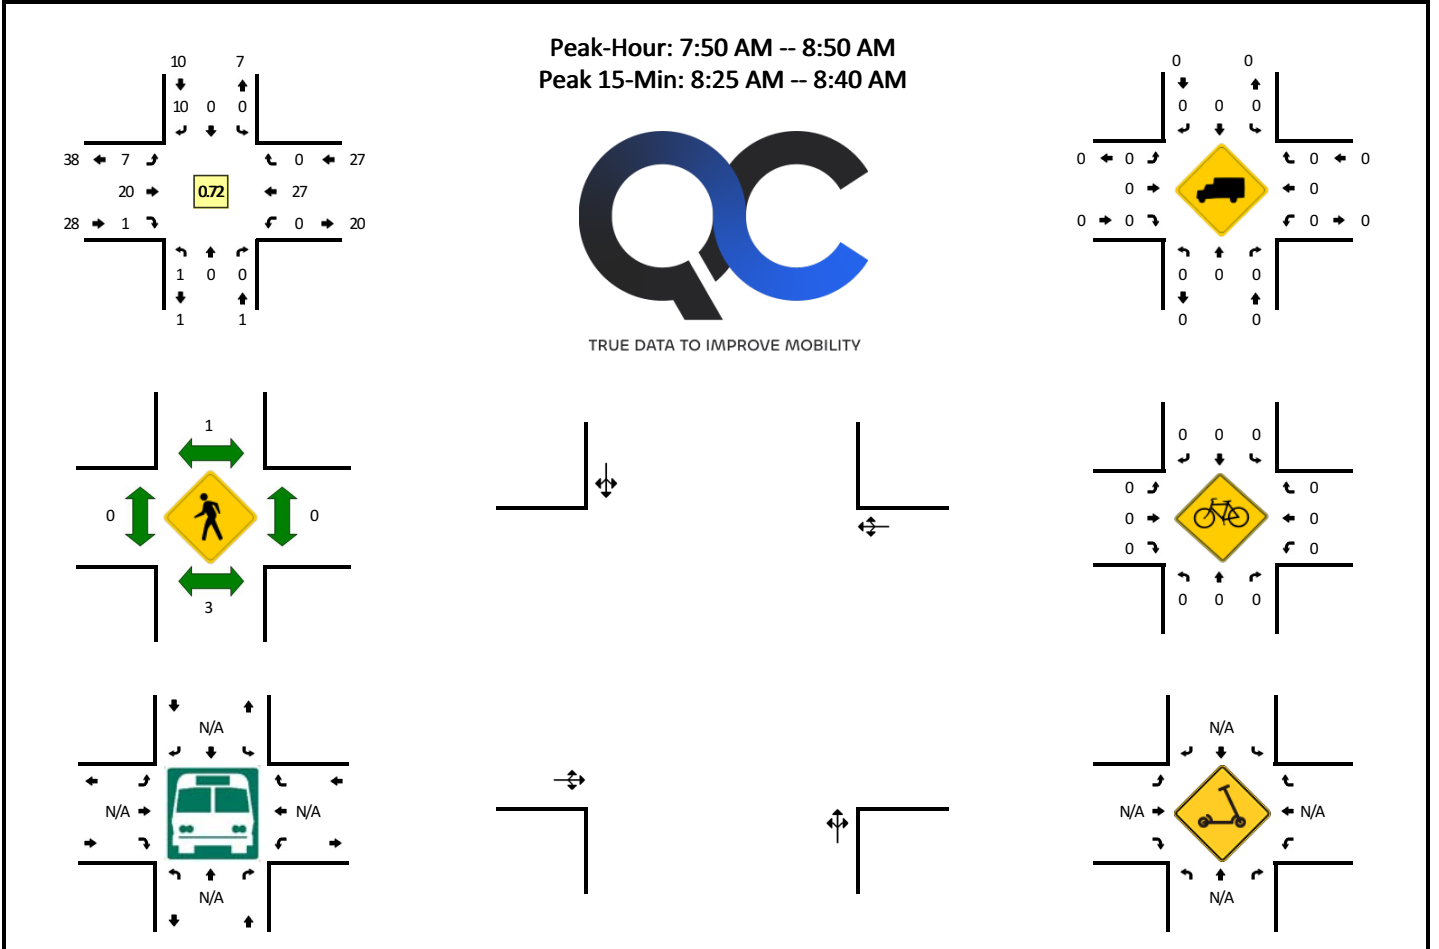 Peak-Hour: 7:50 AM -- 8:50 AM
Peak 15-Min: 8:25 AM -- 8:40 AM
10 7
10 0 0
38 7 0 27
20 0.72 27
28 1 0 20
1 0 0
1 1
QC
TRUE DATA TO IMPROVE MOBILITY
0 0
0 0 0
0 0 0 0
0 0
0 0 0 0
0 0 0
0 0
1
0 0
3
0 0 0
0 0
0 0
0 0
0 0 0
N/A
N/A N/A
N/A
N/A
N/A N/A
N/A